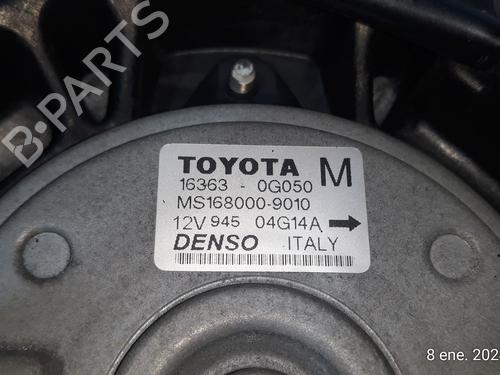 B-PARTS
TOYOTA M
16363 - 0G050
MS168000-9010
12V 945 04G14A
DENSO ITALY
8 ene. 202